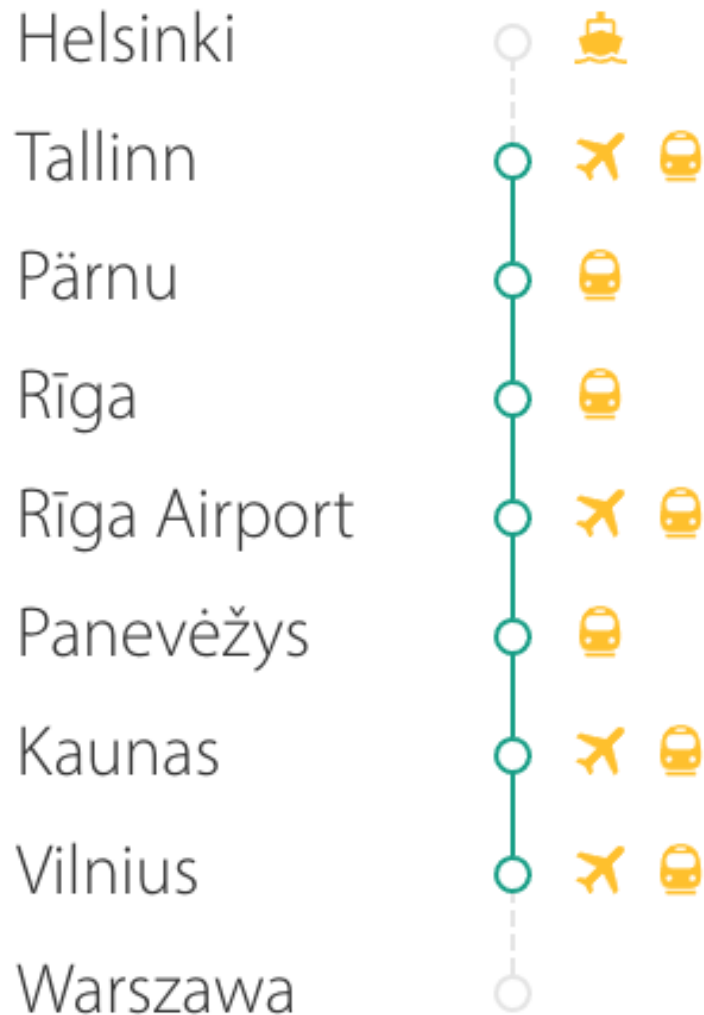 Helsinki
Tallinn
Pärnu
Rīga
Rīga Airport
Panevėžys
Kaunas
Vilnius
Warszawa